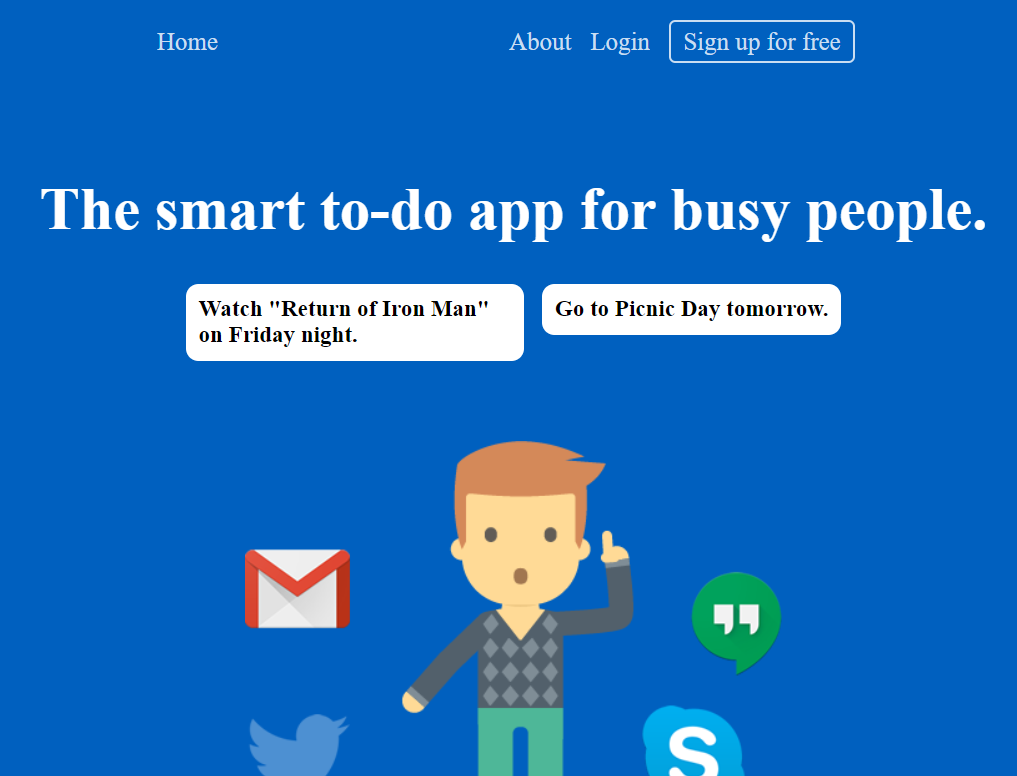 Home About Login Sign up for free
The smart to-do app for busy people.
Watch "Return of Iron Man"
on Friday night.
Go to Picnic Day tomorrow.
S